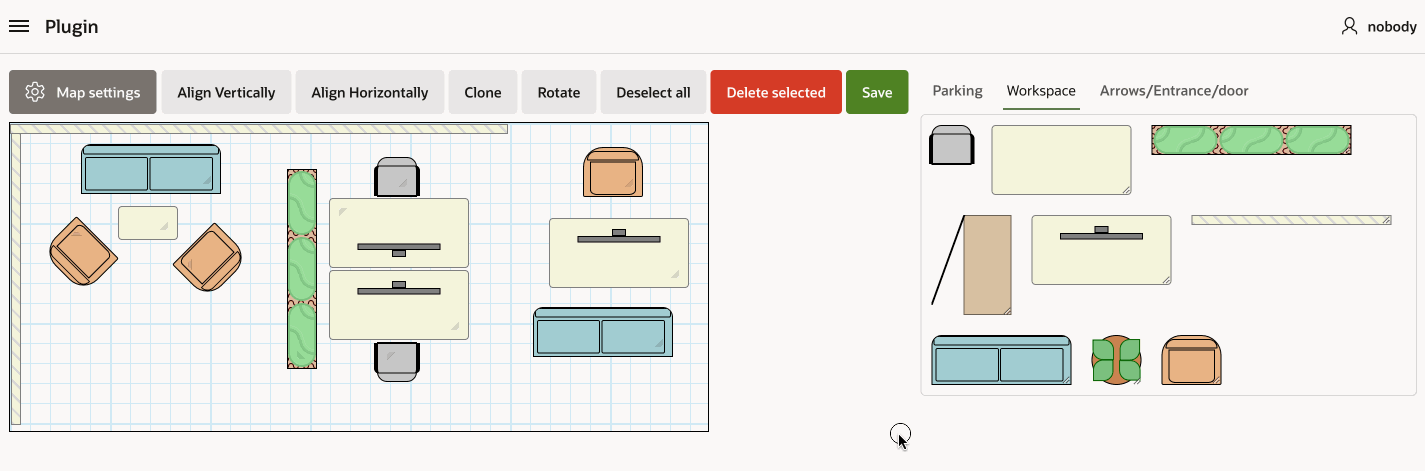 Plugin
nobody
Map settings
Align Vertically
Align Horizontally
Clone
Rotate
Deselect all
Delete selected
Save
Parking
Workspace
Arrows/Entrance/door